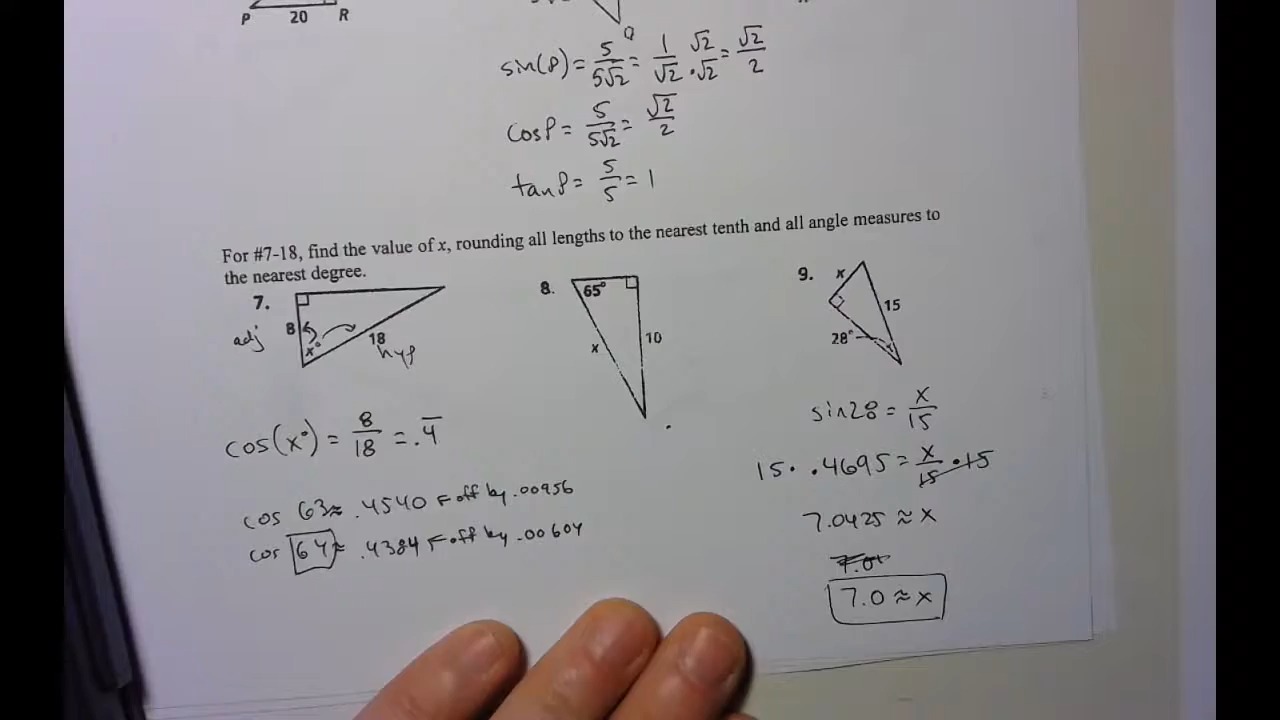 P 20 R
sin(P) = 5/5√2 = 1/√2 · √2/√2 = √2/2
cos P = 5/5√2 = √2/2
tan P = 5/5 = 1
For #7-18, find the value of x, rounding all lengths to the nearest tenth and all angle measures to
the nearest degree.
7.
adj 8 x° 18 hyp
cos(x°) = 8/18 = .4̅
cos 63 ≈ .4540 ← off by .00956
cos 64 ≈ .4384 ← off by .00604
8. 65°
x 10
9. x
15
28°
sin28 = x/15
15 · .4695 = x/15 · 15
7.0425 ≈ x
7.0 ≈ x